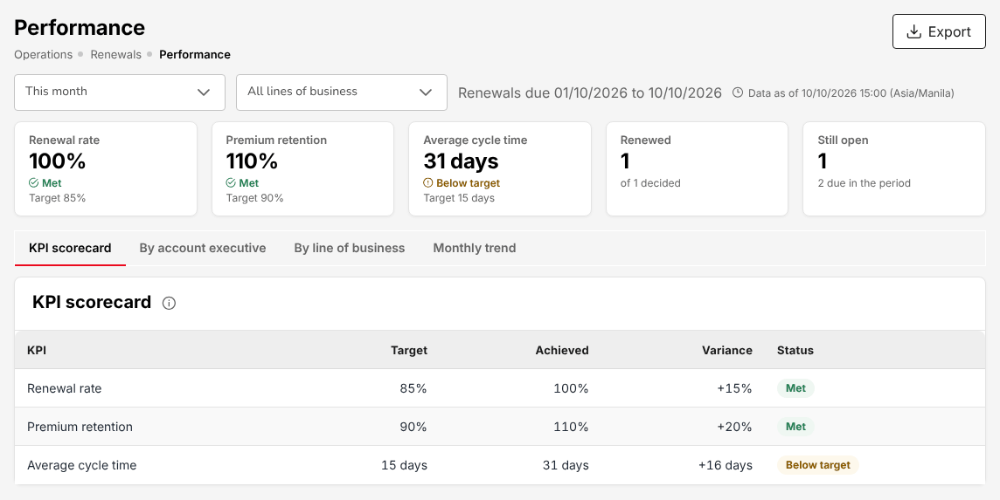 Performance
Export
Operations Renewals Performance
This month
All lines of business
Renewals due 01/10/2026 to 10/10/2026
Data as of 10/10/2026 15:00 (Asia/Manila)
Renewal rate
100%
Met
Target 85%
Premium retention
110%
Met
Target 90%
Average cycle time
31 days
Below target
Target 15 days
Renewed
1
of 1 decided
Still open
1
2 due in the period
KPI scorecard By account executive By line of business Monthly trend
KPI scorecard
KPI Target Achieved Variance Status
Renewal rate 85% 100% +15% Met
Premium retention 90% 110% +20% Met
Average cycle time 15 days 31 days +16 days Below target